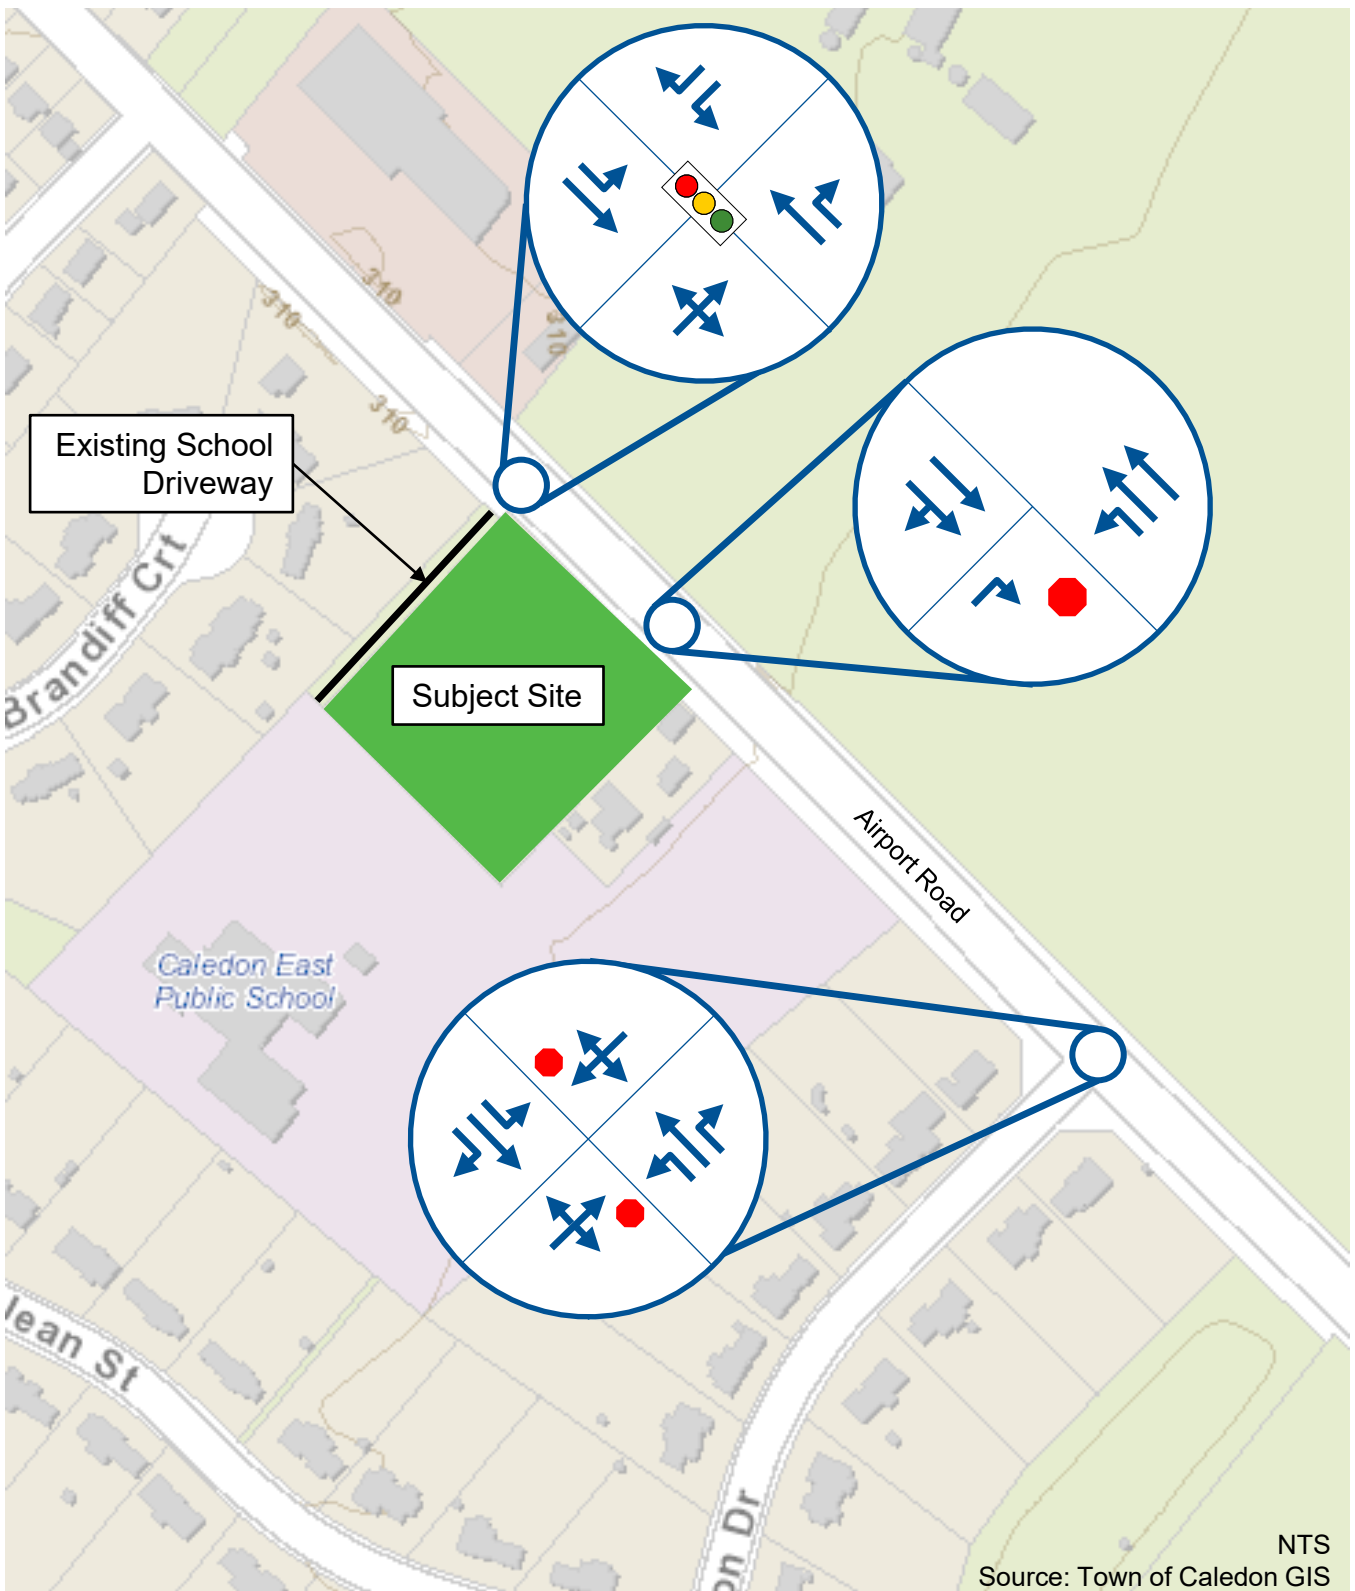 310
310
310
310
Existing School
Driveway
Brandiff Crt
Subject Site
Airport Road
Caledon East
Public School
lean St
on Dr
NTS
Source: Town of Caledon GIS